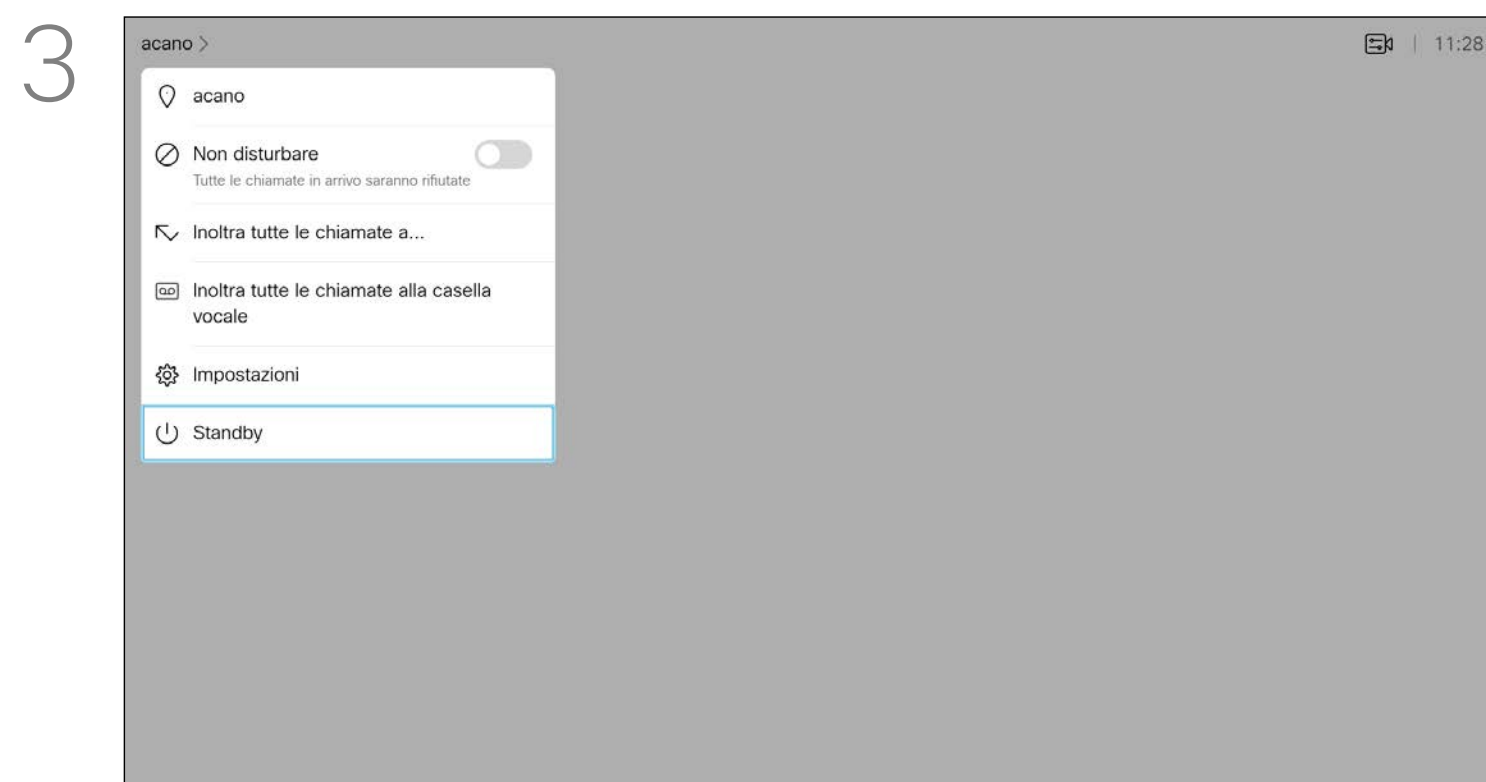 3
acano >
11:28
acano
Non disturbare
Tutte le chiamate in arrivo saranno rifiutate
Inoltra tutte le chiamate a...
Inoltra tutte le chiamate alla casella
vocale
Impostazioni
Standby